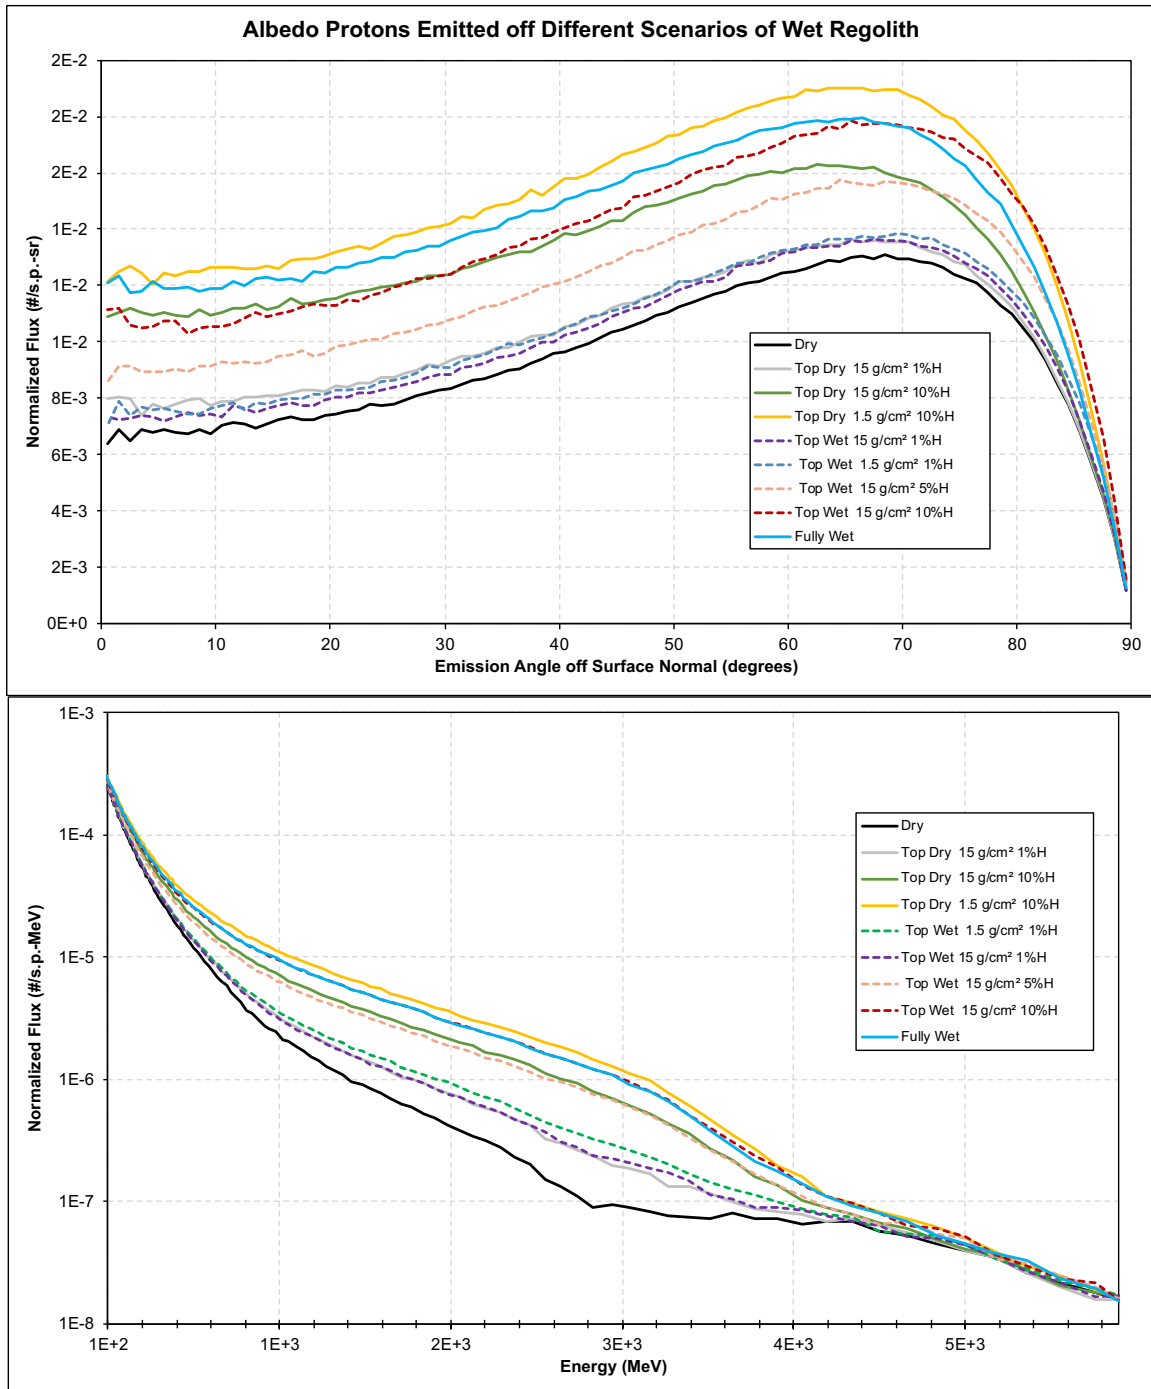 Albedo Protons Emitted off Different Scenarios of Wet Regolith
Normalized Flux (#/s.p.-sr)
2E-2
2E-2
2E-2
1E-2
1E-2
1E-2
8E-3
6E-3
4E-3
2E-3
0E+0
Dry
Top Dry 15 g/cm² 1%H
Top Dry 15 g/cm² 10%H
Top Dry 1.5 g/cm² 10%H
Top Wet 15 g/cm² 1%H
Top Wet 1.5 g/cm² 1%H
Top Wet 15 g/cm² 5%H
Top Wet 15 g/cm² 10%H
Fully Wet
0 10 20 30 40 50 60 70 80 90
Emission Angle off Surface Normal (degrees)
Normalized Flux (#/s.p.-MeV)
1E-3
1E-4
1E-5
1E-6
1E-7
1E-8
Dry
Top Dry 15 g/cm² 1%H
Top Dry 15 g/cm² 10%H
Top Dry 1.5 g/cm² 10%H
Top Wet 1.5 g/cm² 1%H
Top Wet 15 g/cm² 1%H
Top Wet 15 g/cm² 5%H
Top Wet 15 g/cm² 10%H
Fully Wet
1E+2 1E+3 2E+3 3E+3 4E+3 5E+3
Energy (MeV)